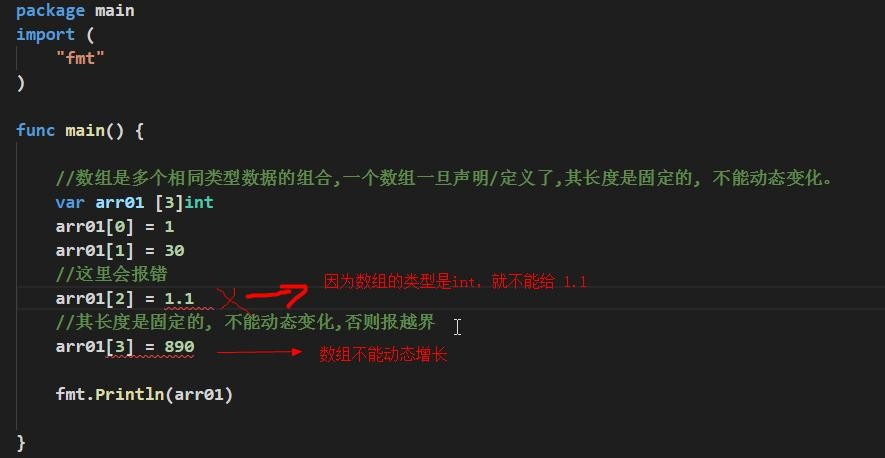 package main
import (
    "fmt"
)
func main() {
    //数组是多个相同类型数据的组合,一个数组一旦声明/定义了,其长度是固定的, 不能动态变化。
    var arr01 [3]int
    arr01[0] = 1
    arr01[1] = 30
    //这里会报错
    因为数组的类型是int, 就不能给 1.1
    arr01[2] = 1.1
    //其长度是固定的, 不能动态变化,否则报越界
    arr01[3] = 890
    数组不能动态增长
    fmt.Println(arr01)
}